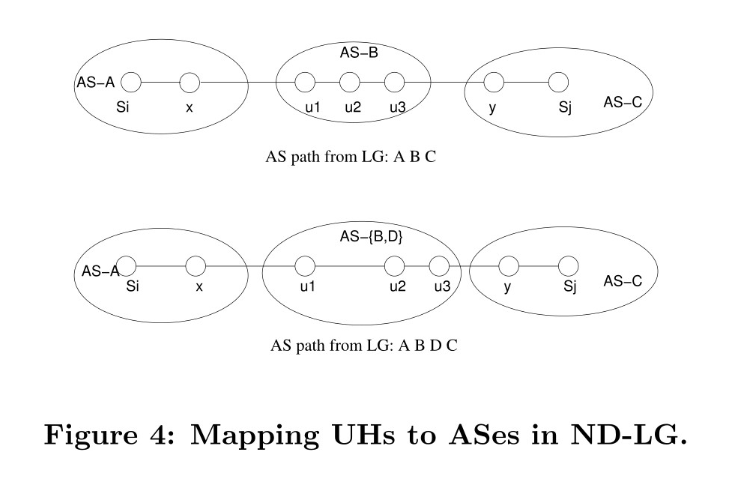 AS–B
AS–A
Si x u1 u2 u3 y Sj AS–C
AS path from LG: A B C
AS–{B,D}
AS–A
Si x u1 u2 u3 y Sj AS–C
AS path from LG: A B D C
Figure 4: Mapping UHs to ASes in ND-LG.